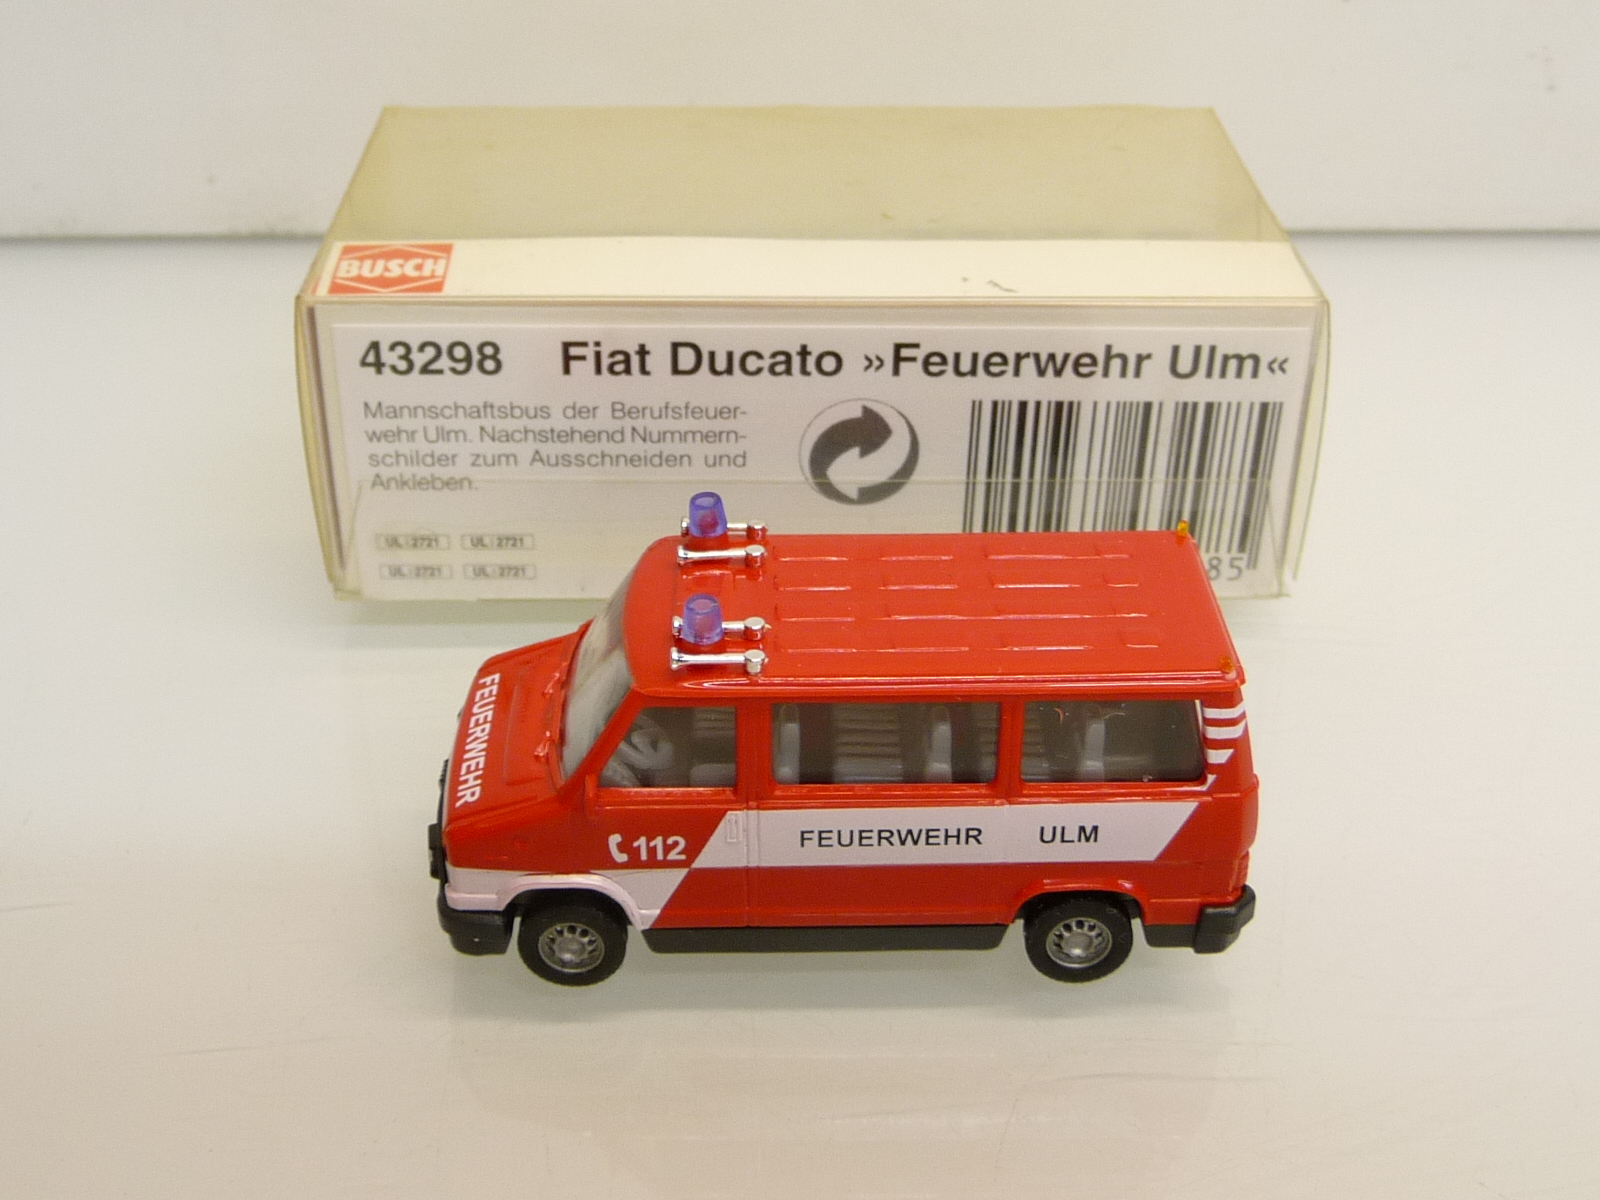 BUSCH
43298 Fiat Ducato »Feuerwehr Ulm«
Mannschaftsbus der Berufsfeuer-
wehr Ulm. Nachstehend Nummern-
schilder zum Ausschneiden und
Ankleben.
UL 2721 UL 2721
UL 2721 UL 2721
85
FEUERWEHR
112
FEUERWEHR ULM